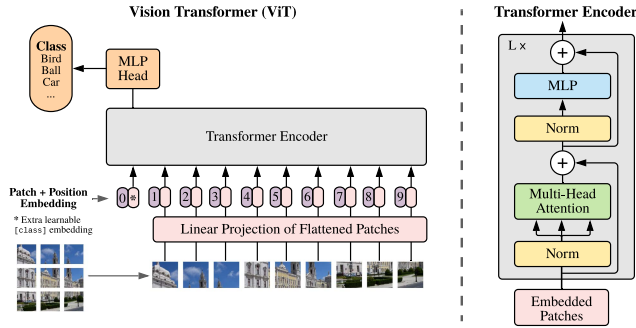 Vision Transformer (ViT)
Class
Bird
Ball
Car
...
MLP
Head
Transformer Encoder
Patch + Position
Embedding
0 * 1 2 3 4 5 6 7 8 9
* Extra learnable
[class] embedding
Linear Projection of Flattened Patches
Transformer Encoder
L x
+
MLP
Norm
+
Multi-Head
Attention
Norm
Embedded
Patches